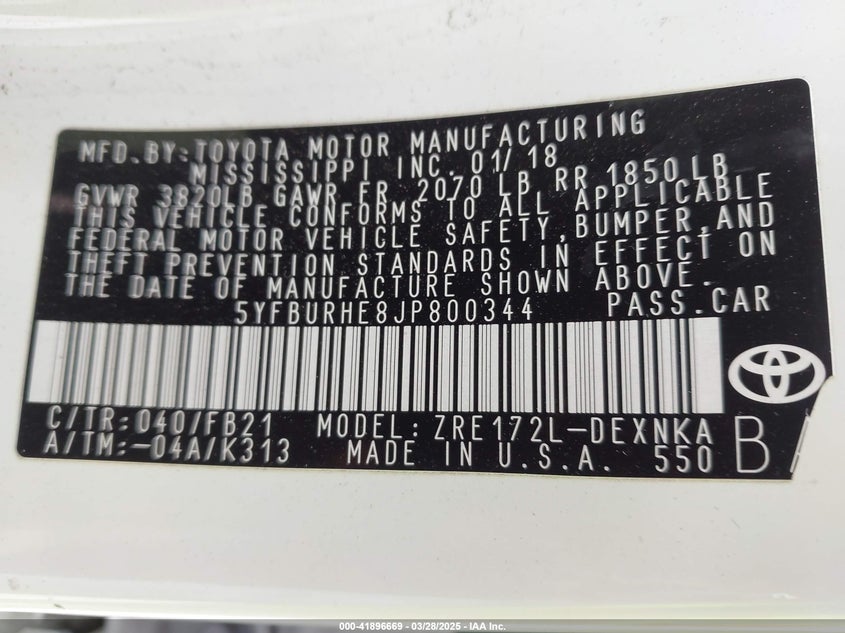 MFD.BY:TOYOTA MOTOR MANUFACTURING
MISSISSIPPI INC. 01/18
GVWR 3820LB GAWR FR 2070 LB RR 1850LB
THIS VEHICLE CONFORMS TO ALL APPLICABLE
FEDERAL MOTOR VEHICLE SAFETY,BUMPER,AND
THEFT PREVENTION STANDARDS IN EFFECT ON
THE DATE OF MANUFACTURE SHOWN ABOVE.
5YFBURHE8JP800344 PASS.CAR
C/TR:040/FB21 MODEL:ZRE172L-DEXNKA
A/TM:-04A/K313 MADE IN U.S.A. 550 B
000-41896669 | 03/28/2025 - IAA Inc.